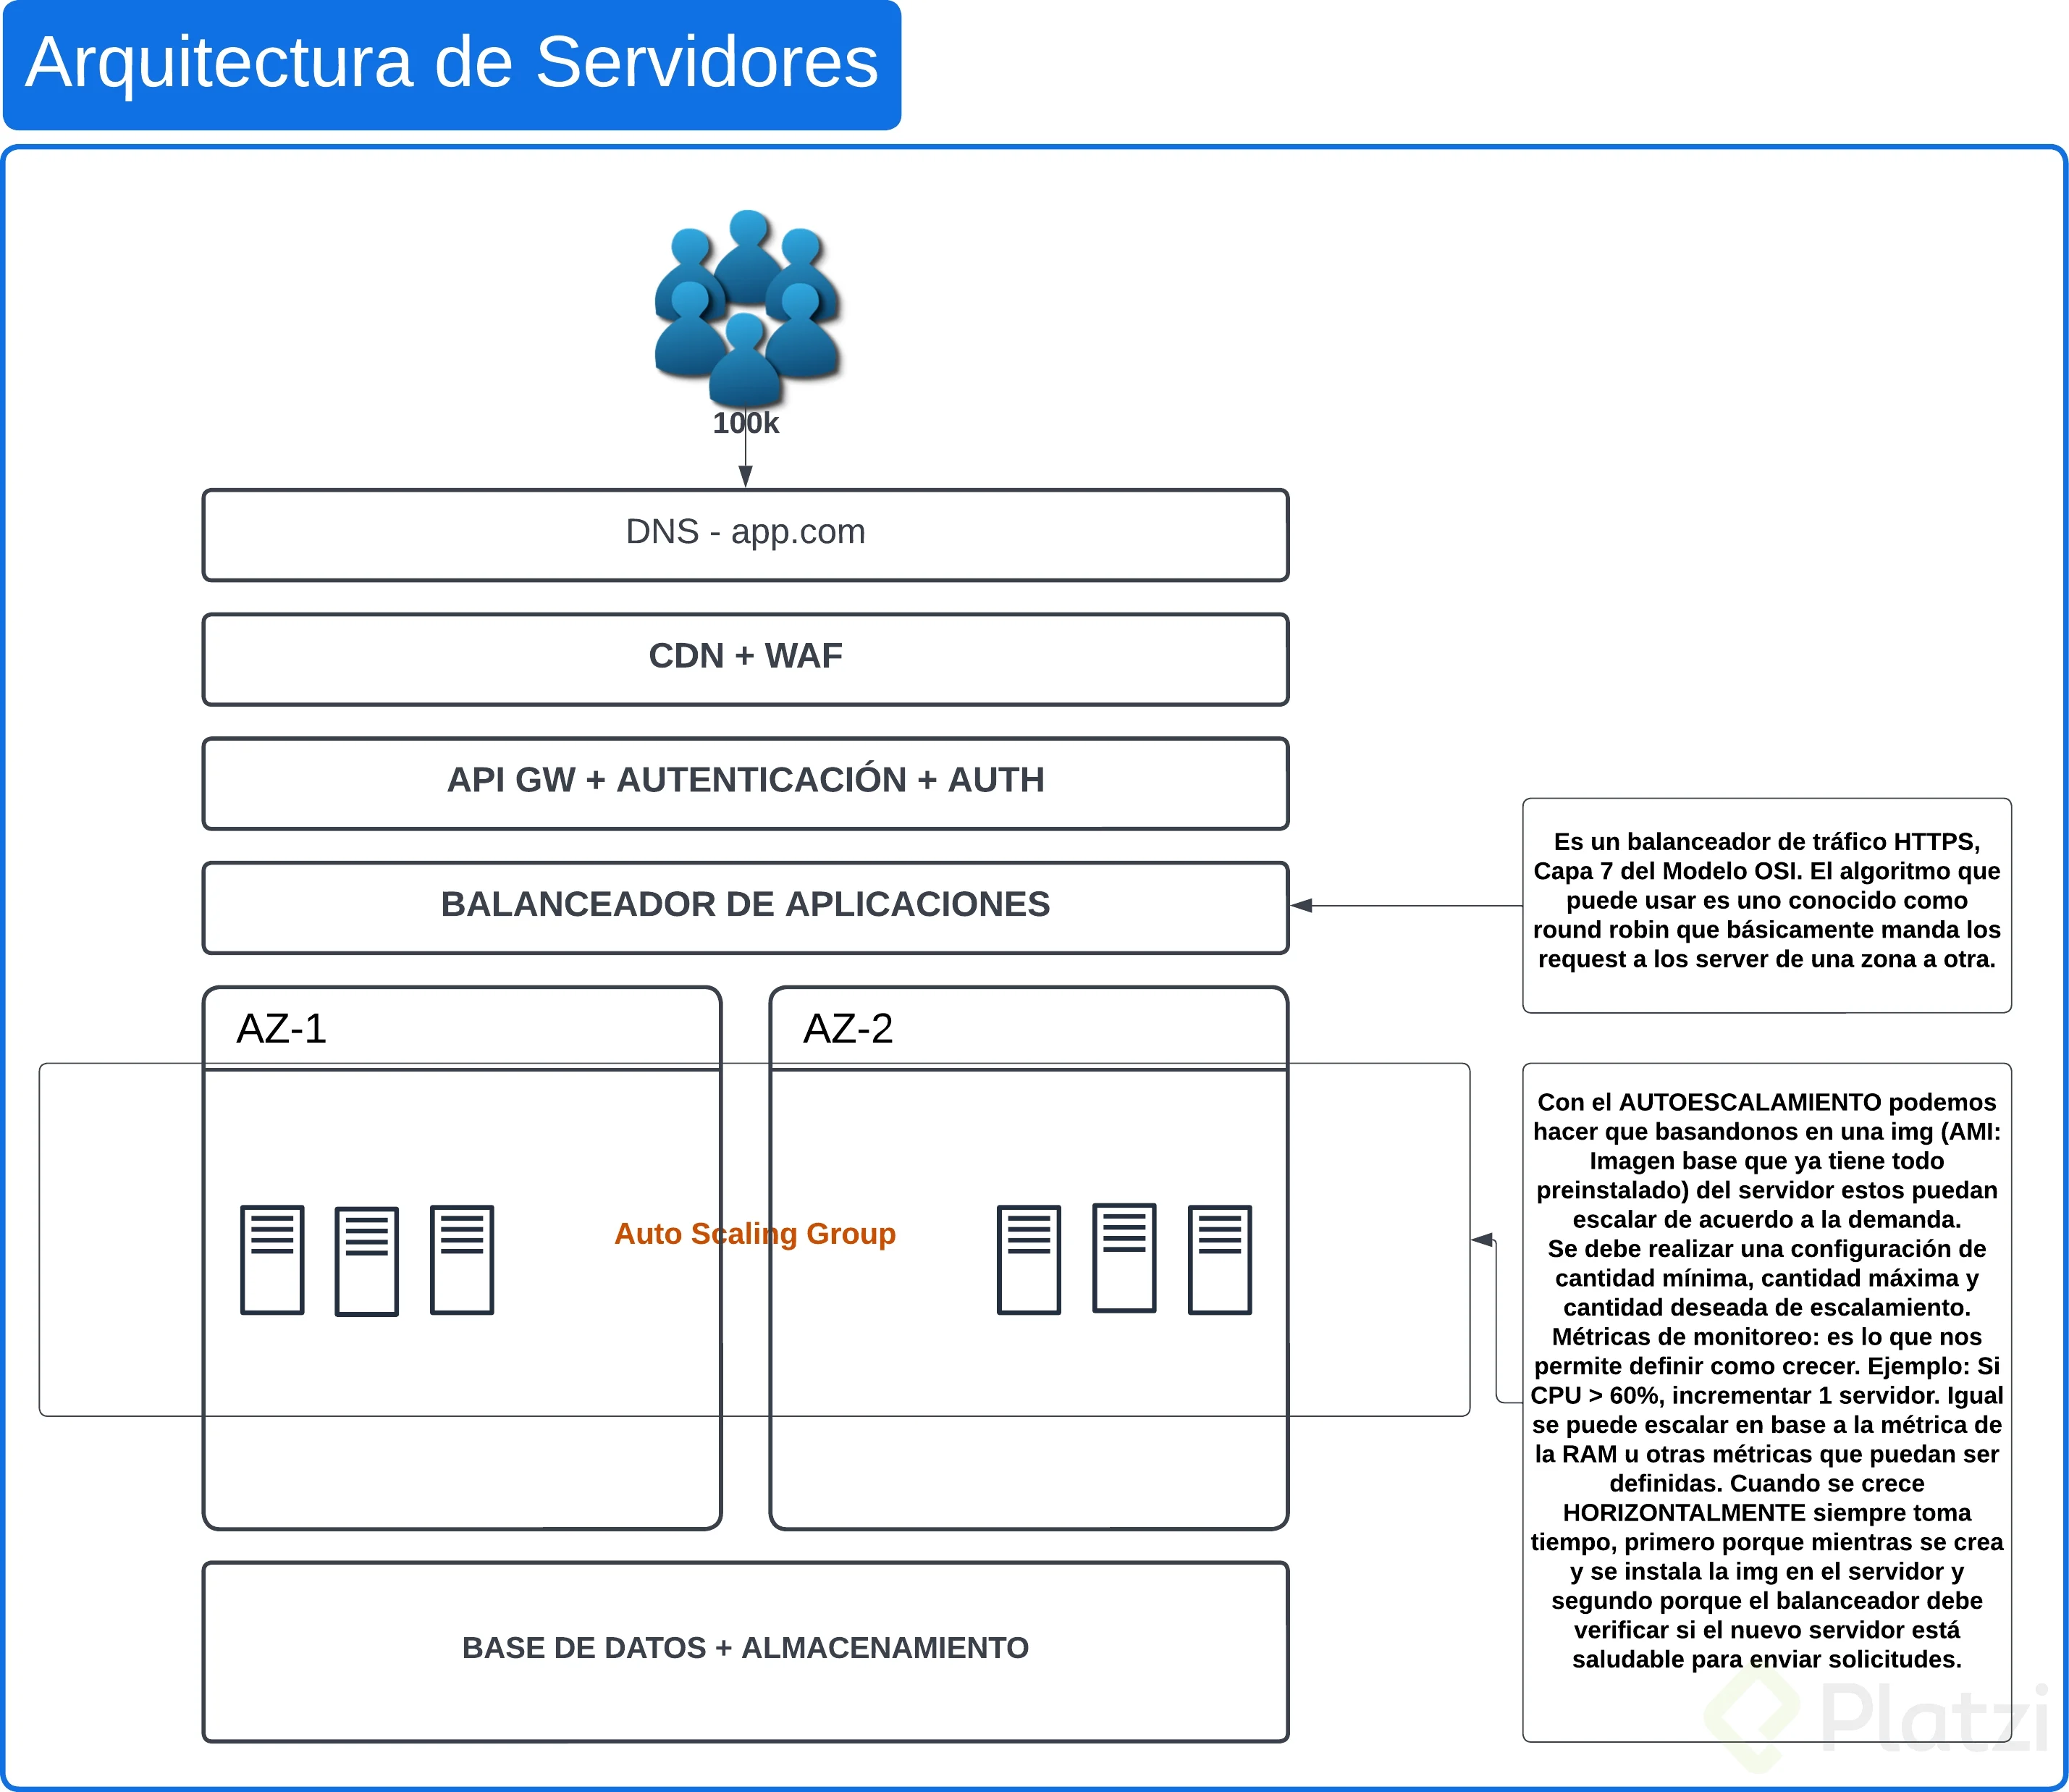 Arquitectura de Servidores
100k
DNS - app.com
CDN + WAF
API GW + AUTENTICACIÓN + AUTH
BALANCEADOR DE APLICACIONES
Es un balanceador de tráfico HTTPS,
Capa 7 del Modelo OSI. El algoritmo que
puede usar es uno conocido como
round robin que básicamente manda los
request a los server de una zona a otra.
AZ-1
AZ-2
Auto Scaling Group
Con el AUTOESCALAMIENTO podemos
hacer que basandonos en una img (AMI:
Imagen base que ya tiene todo
preinstalado) del servidor estos puedan
escalar de acuerdo a la demanda.
Se debe realizar una configuración de
cantidad mínima, cantidad máxima y
cantidad deseada de escalamiento.
Métricas de monitoreo: es lo que nos
permite definir como crecer. Ejemplo: Si
CPU > 60%, incrementar 1 servidor. Igual
se puede escalar en base a la métrica de
la RAM u otras métricas que puedan ser
definidas. Cuando se crece
HORIZONTALMENTE siempre toma
tiempo, primero porque mientras se crea
y se instala la img en el servidor y
segundo porque el balanceador debe
verificar si el nuevo servidor está
saludable para enviar solicitudes.
BASE DE DATOS + ALMACENAMIENTO
Platzi